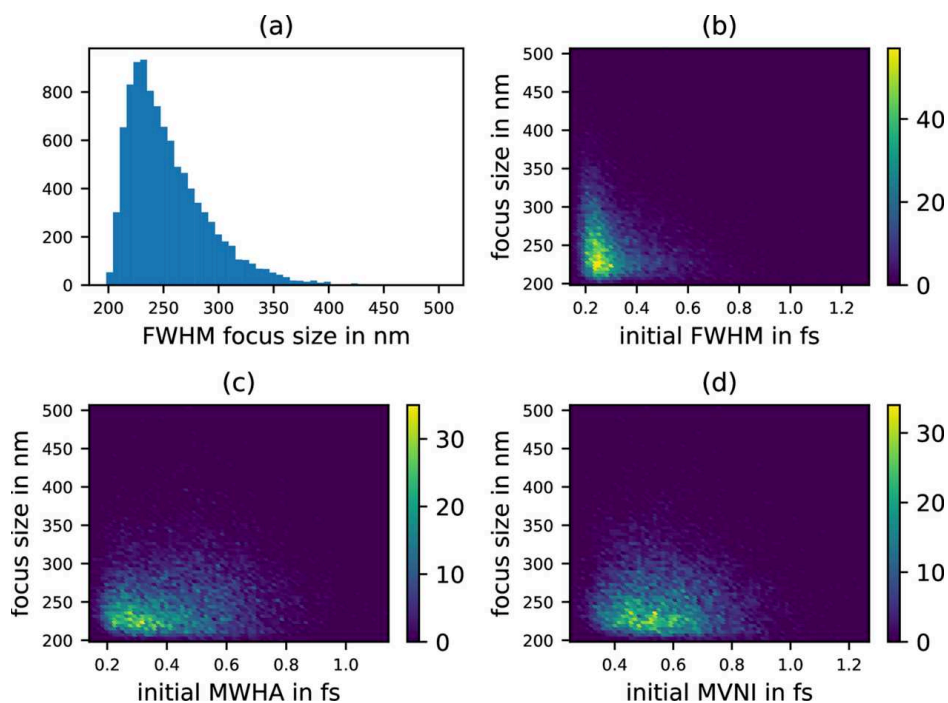 (a)
800
600
400
200
0
200 250 300 350 400 450 500
FWHM focus size in nm
(b)
focus size in nm
500
450
400
350
300
250
200
0.2 0.4 0.6 0.8 1.0 1.2
initial FWHM in fs
40
20
0
(c)
focus size in nm
500
450
400
350
300
250
200
0.2 0.4 0.6 0.8 1.0
initial MWHA in fs
30
20
10
0
(d)
focus size in nm
500
450
400
350
300
250
200
0.4 0.6 0.8 1.0 1.2
initial MVNI in fs
30
20
10
0